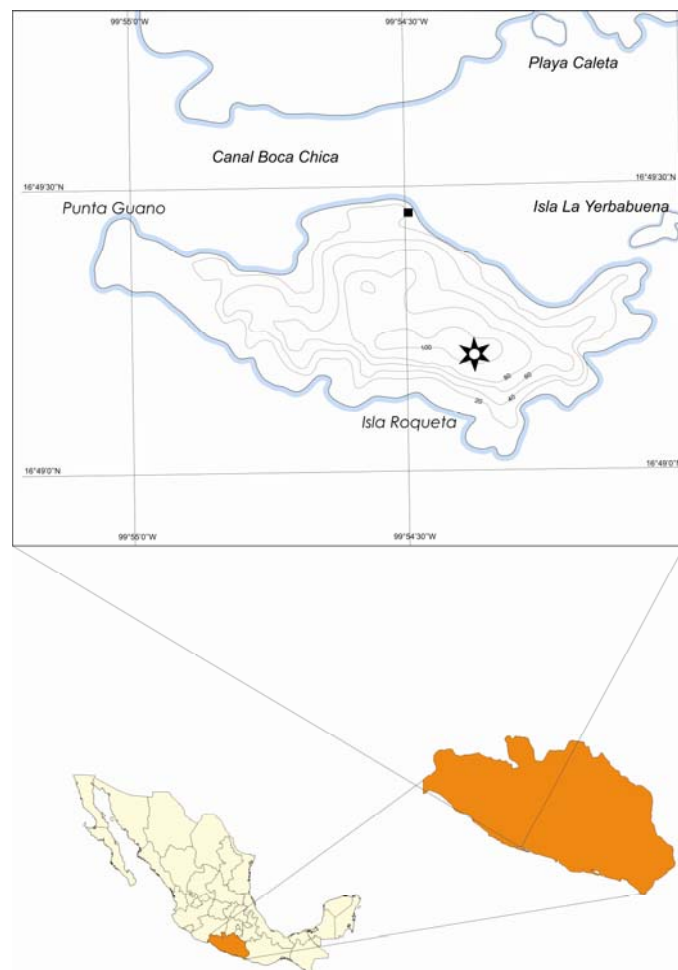 99°55'0"W 99°54'30"W
Playa Caleta
Canal Boca Chica
16°49'30"N 16°49'30"N
Punta Guano
Isla La Yerbabuena
100
80
60
20
40
Isla Roqueta
16°49'0"N 16°49'0"N
99°55'0"W 99°54'30"W